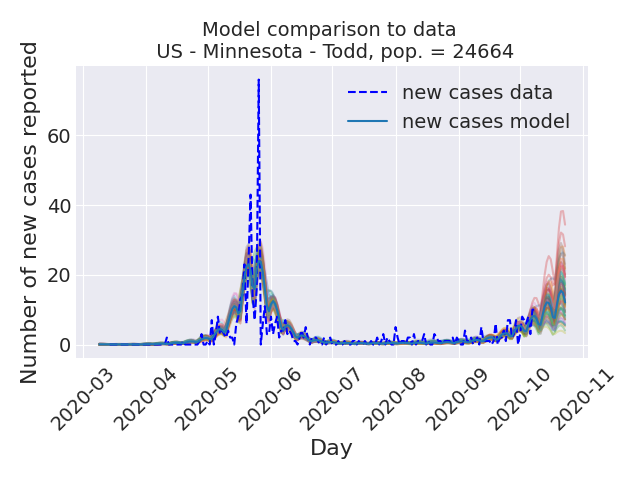 Model comparison to data
US - Minnesota - Todd, pop. = 24664
Number of new cases reported
60
40
20
0
new cases data
new cases model
2020-03
2020-04
2020-05
2020-06
2020-07
2020-08
2020-09
2020-10
2020-11
Day